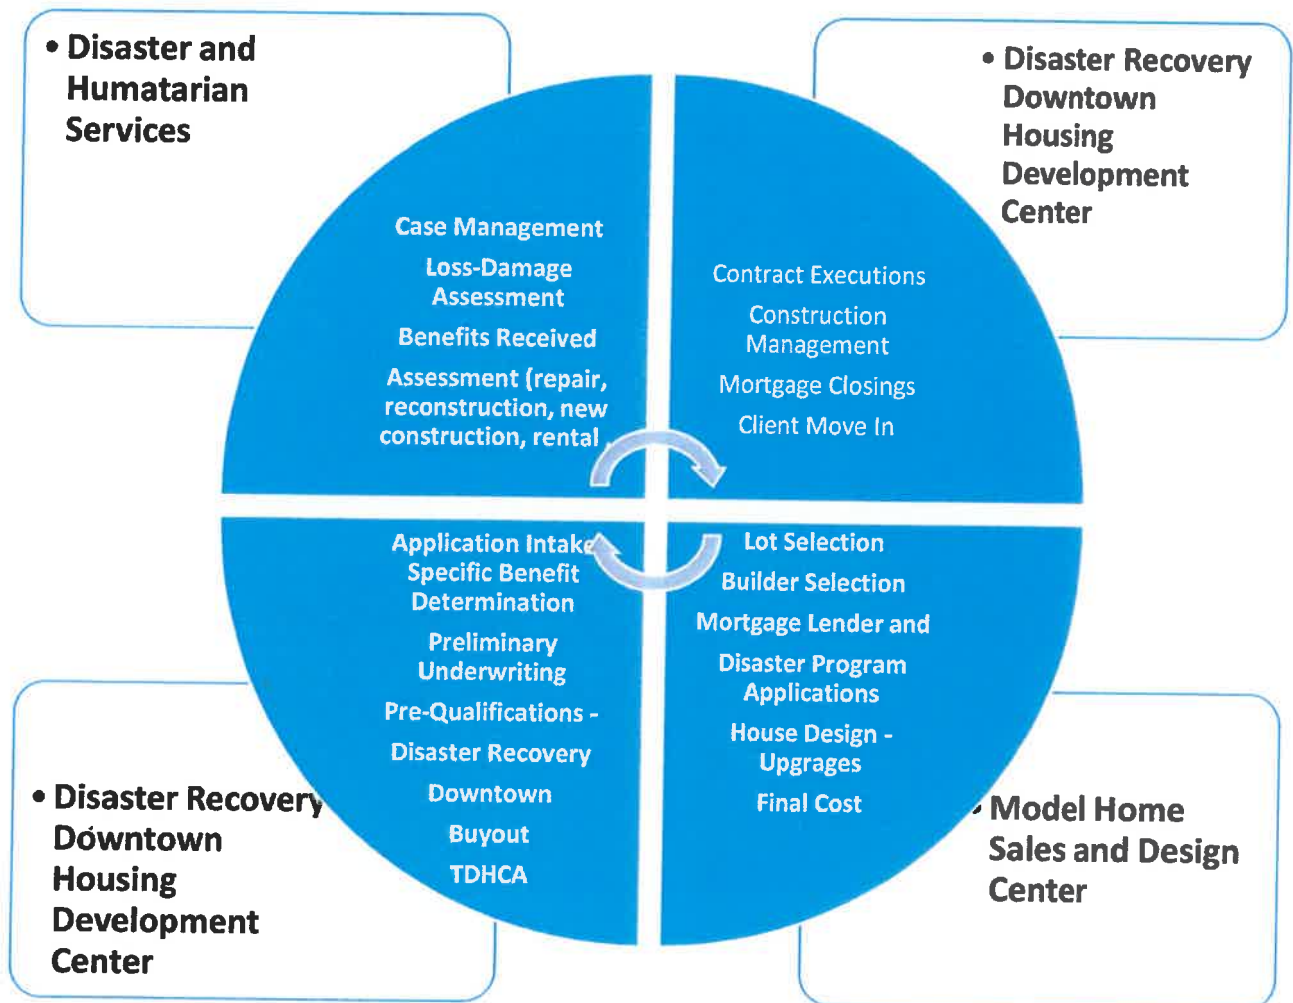 • Disaster and
Humatarian
Services
• Disaster Recovery
Downtown
Housing
Development
Center
Case Management
Loss-Damage
Assessment
Benefits Received
Assessment (repair,
reconstruction, new
construction, rental ,
Contract Executions
Construction
Management
Mortgage Closings
Client Move In
Application Intake
Specific Benefit
Determination
Preliminary
Underwriting
Pre-Qualifications -
Disaster Recovery
Downtown
Buyout
TDHCA
Lot Selection
Builder Selection
Mortgage Lender and
Disaster Program
Applications
House Design -
Upgrages
Final Cost
• Disaster Recovery
Downtown
Housing
Development
Center
• Model Home
Sales and Design
Center